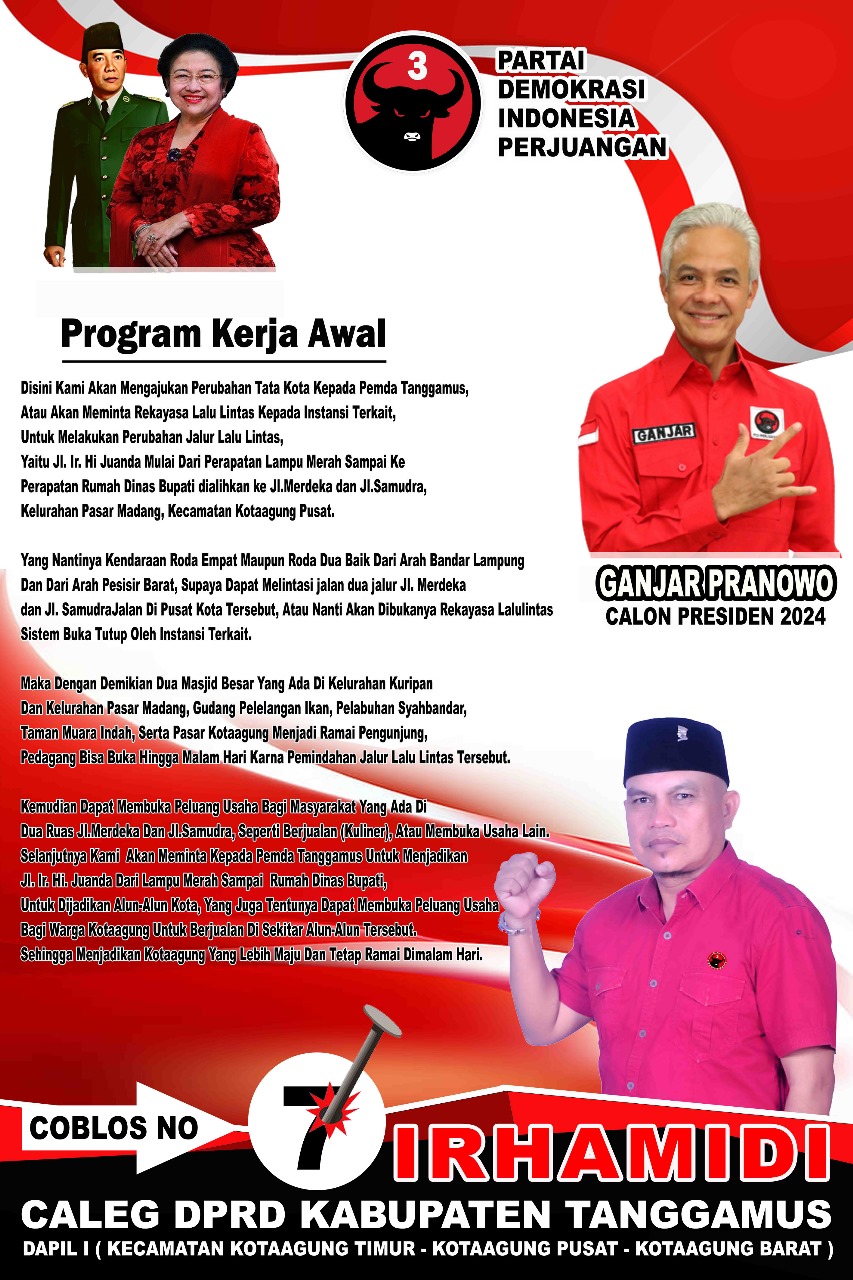 3
PARTAI
DEMOKRASI
INDONESIA
PERJUANGAN
Program Kerja Awal
Disini Kami Akan Mengajukan Perubahan Tata Kota Kepada Pemda Tanggamus,
Atau Akan Meminta Rekayasa Lalu Lintas Kepada Instansi Terkait,
Untuk Melakukan Perubahan Jalur Lalu Lintas,
Yaitu Jl. Ir. Hi Juanda Mulai Dari Perapatan Lampu Merah Sampai Ke
Perapatan Rumah Dinas Bupati dialihkan ke Jl.Merdeka dan Jl.Samudra,
Kelurahan Pasar Madang, Kecamatan Kotaagung Pusat.
Yang Nantinya Kendaraan Roda Empat Maupun Roda Dua Baik Dari Arah Bandar Lampung
Dan Dari Arah Pesisir Barat, Supaya Dapat Melintasi jalan dua jalur Jl. Merdeka
dan Jl. SamudraJalan Di Pusat Kota Tersebut, Atau Nanti Akan Dibukanya Rekayasa Lalulintas
Sistem Buka Tutup Oleh Instansi Terkait.
Maka Dengan Demikian Dua Masjid Besar Yang Ada Di Kelurahan Kuripan
Dan Kelurahan Pasar Madang, Gudang Pelelangan Ikan, Pelabuhan Syahbandar,
Taman Muara Indah, Serta Pasar Kotaagung Menjadi Ramai Pengunjung,
Pedagang Bisa Buka Hingga Malam Hari Karna Pemindahan Jalur Lalu Lintas Tersebut.
Kemudian Dapat Membuka Peluang Usaha Bagi Masyarakat Yang Ada Di
Dua Ruas Jl.Merdeka Dan Jl.Samudra, Seperti Berjualan (Kuliner), Atau Membuka Usaha Lain.
Selanjutnya Kami Akan Meminta Kepada Pemda Tanggamus Untuk Menjadikan
Jl. Ir. Hi. Juanda Dari Lampu Merah Sampai Rumah Dinas Bupati,
Untuk Dijadikan Alun-Alun Kota, Yang Juga Tentunya Dapat Membuka Peluang Usaha
Bagi Warga Kotaagung Untuk Berjualan Di Sekitar Alun-Alun Tersebut.
Sehingga Menjadikan Kotaagung Yang Lebih Maju Dan Tetap Ramai Dimalam Hari.
GANJAR
GANJAR PRANOWO
CALON PRESIDEN 2024
COBLOS NO
7
IRHAMIDI
CALEG DPRD KABUPATEN TANGGAMUS
DAPIL I ( KECAMATAN KOTAAGUNG TIMUR - KOTAAGUNG PUSAT - KOTAAGUNG BARAT )